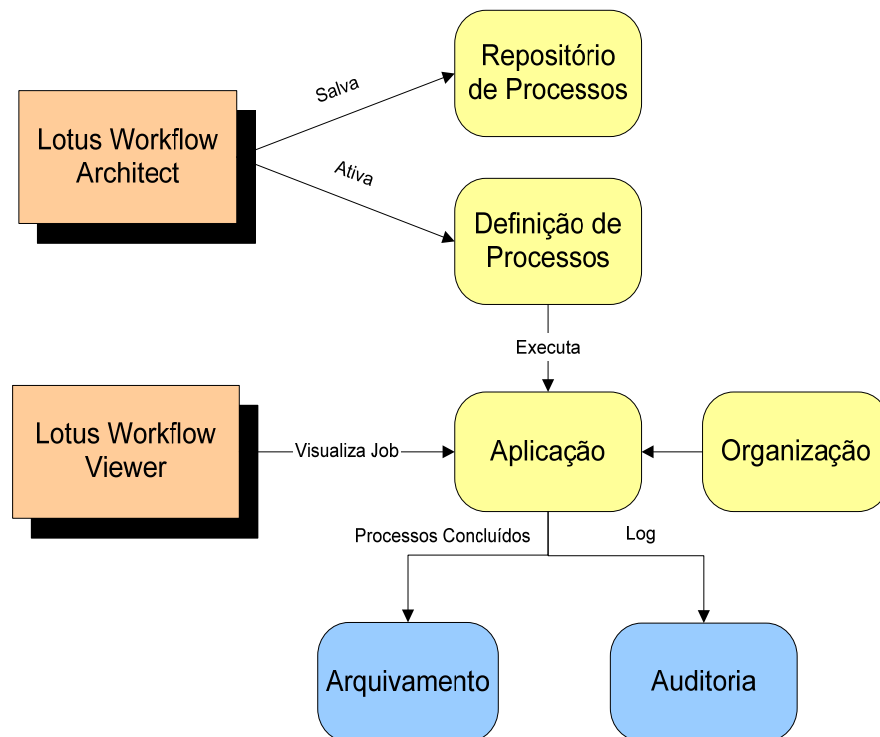 Repositório
de Processos
Salva
Lotus Workflow
Architect
Ativa
Definição de
Processos
Executa
Lotus Workflow
Viewer
Visualiza Job
Aplicação
Organização
Processos Concluídos
Log
Arquivamento
Auditoria